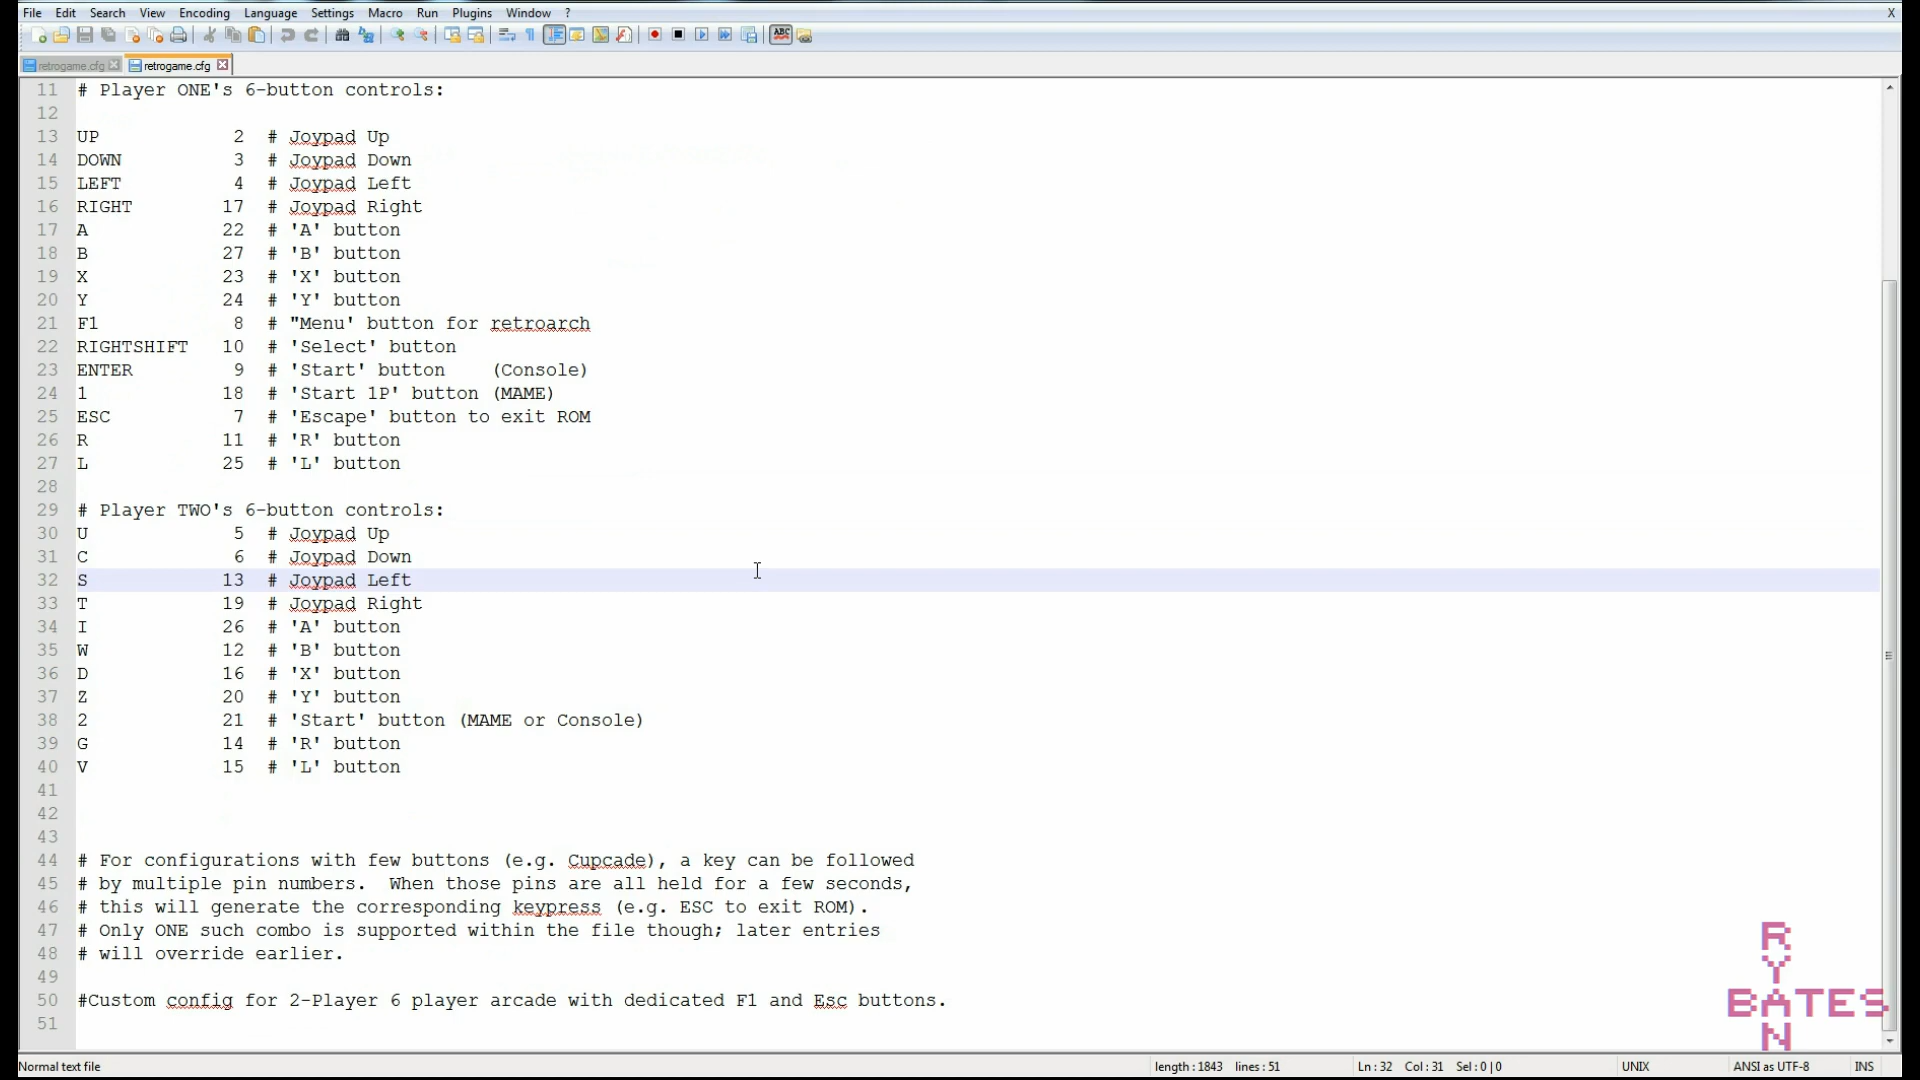 File Edit Search View Encoding Language Settings Macro Run Plugins Window ? X
ABC
retrogame.cfg retrogame.cfg
11 # Player ONE's 6-button controls:
12
13 UP 2 # Joypad Up
14 DOWN 3 # Joypad Down
15 LEFT 4 # Joypad Left
16 RIGHT 17 # Joypad Right
17 A 22 # 'A' button
18 B 27 # 'B' button
19 X 23 # 'X' button
20 Y 24 # 'Y' button
21 F1 8 # "Menu' button for retroarch
22 RIGHTSHIFT 10 # 'Select' button
23 ENTER 9 # 'Start' button (Console)
24 1 18 # 'Start 1P' button (MAME)
25 ESC 7 # 'Escape' button to exit ROM
26 R 11 # 'R' button
27 L 25 # 'L' button
28
29 # Player TWO's 6-button controls:
30 U 5 # Joypad Up
31 C 6 # Joypad Down
32 S 13 # Joypad Left
33 T 19 # Joypad Right
34 I 26 # 'A' button
35 W 12 # 'B' button
36 D 16 # 'X' button
37 Z 20 # 'Y' button
38 2 21 # 'Start' button (MAME or Console)
39 G 14 # 'R' button
40 V 15 # 'L' button
41
42
43
44 # For configurations with few buttons (e.g. Cupcade), a key can be followed
45 # by multiple pin numbers. When those pins are all held for a few seconds,
46 # this will generate the corresponding keypress (e.g. ESC to exit ROM).
47 # Only ONE such combo is supported within the file though; later entries
48 # will override earlier.
49
50 #Custom config for 2-Player 6 player arcade with dedicated F1 and Esc buttons.
51
RYAN
BATES
Normal text file length : 1843 lines : 51 Ln : 32 Col : 31 Sel : 0 | 0 UNIX ANSI as UTF-8 INS